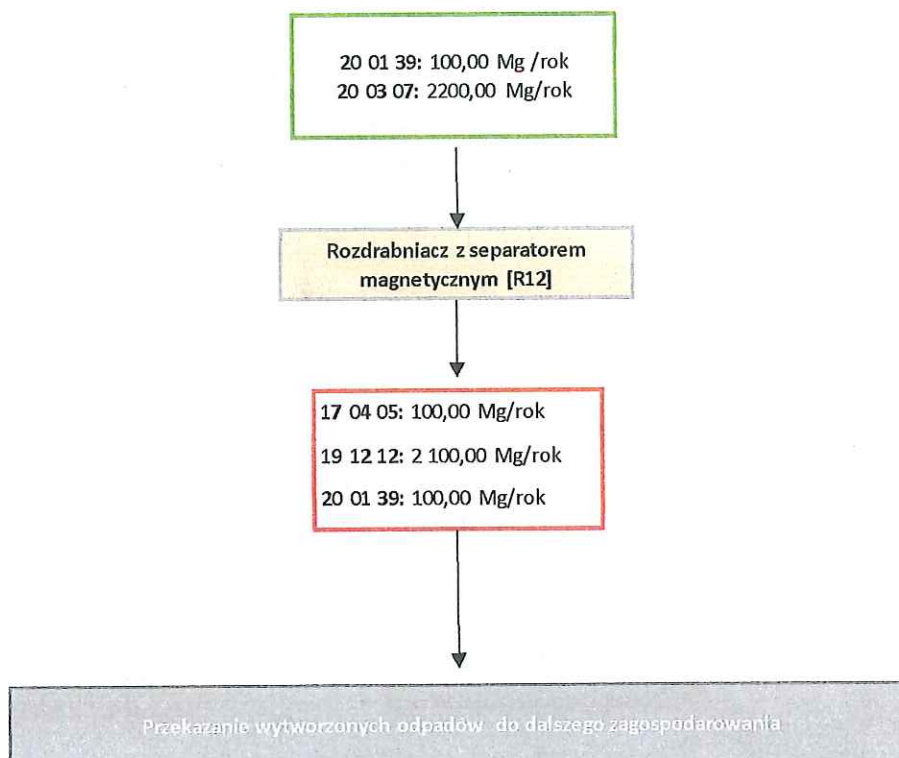 20 01 39: 100,00 Mg /rok
20 03 07: 2200,00 Mg/rok
Rozdrabniacz z separatorem
magnetycznym [R12]
17 04 05: 100,00 Mg/rok
19 12 12: 2 100,00 Mg/rok
20 01 39: 100,00 Mg/rok
Przekazanie wytworzonych odpadów do dalszego zagospodarowania